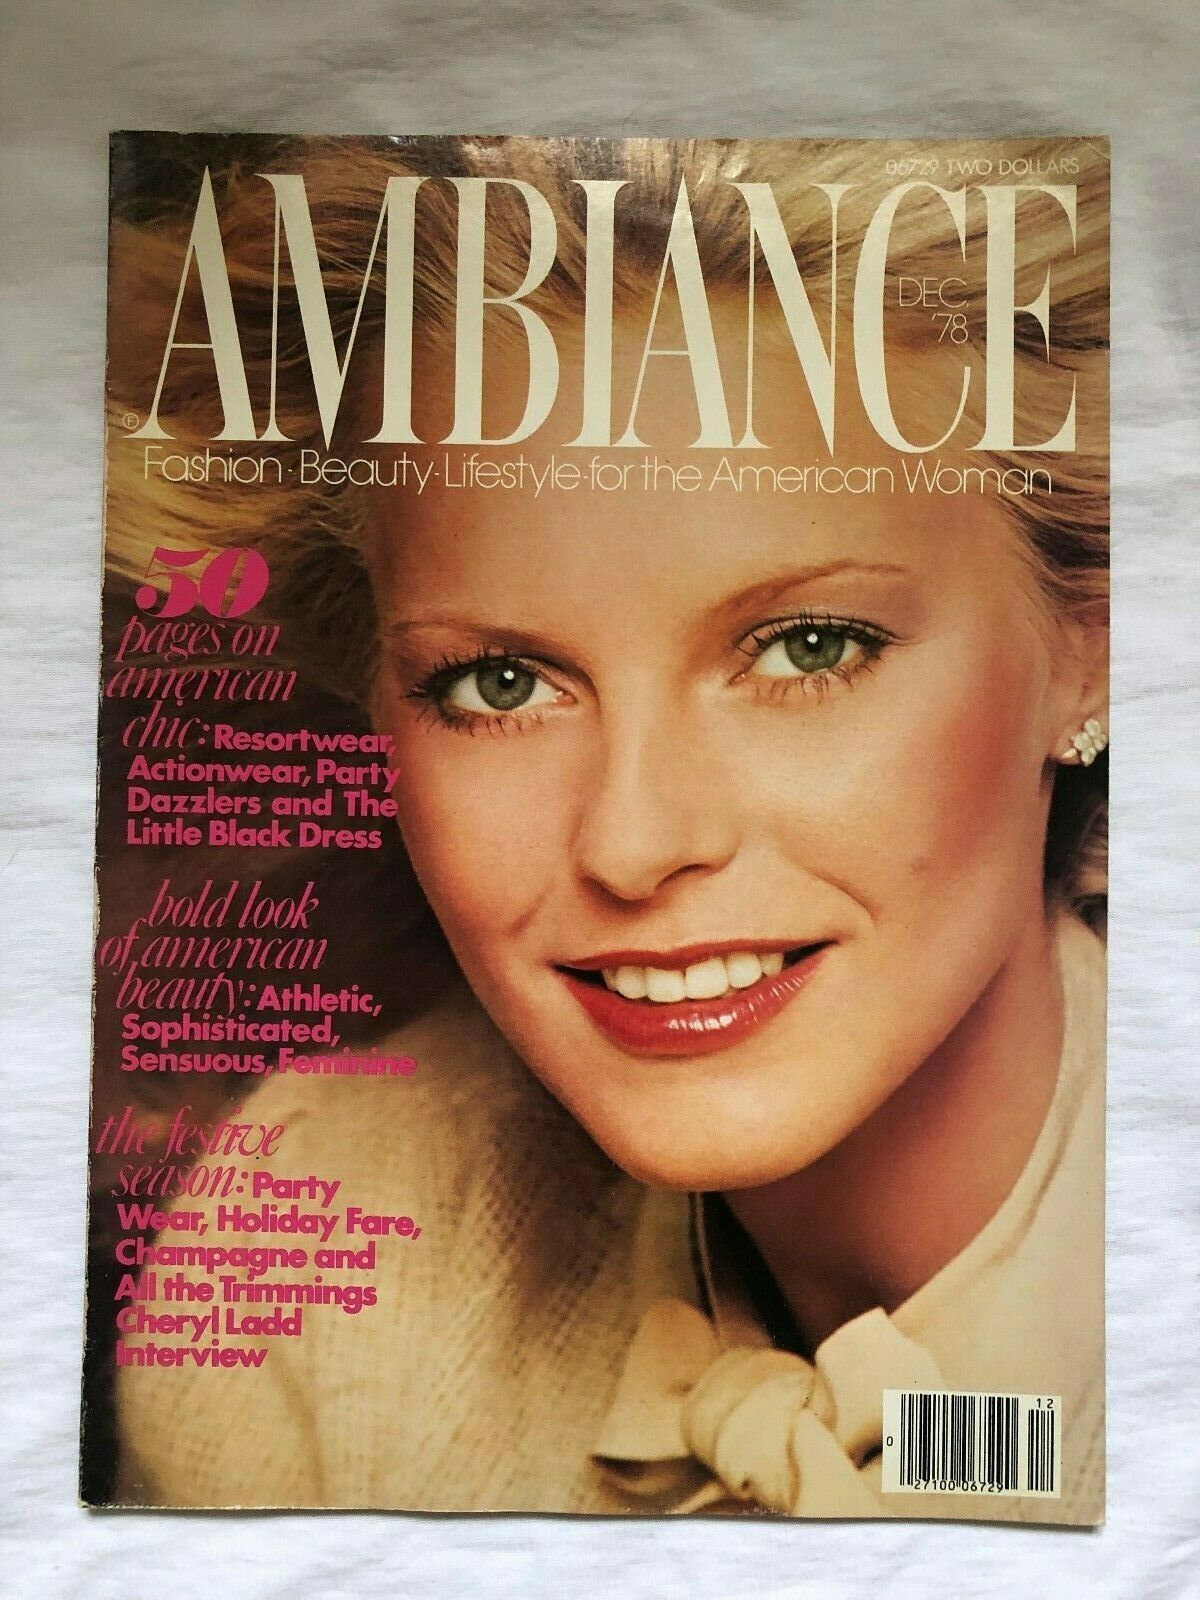 06729 TWO DOLLARS
AMBIANCE
DEC,
'78
F
Fashion-Beauty-Lifestyle-for the American Woman
50
pages on
american
chic: Resortwear,
Actionwear, Party
Dazzlers and The
Little Black Dress
bold look
of american
beauty: Athletic,
Sophisticated,
Sensuous, Feminine
the festive
season: Party
Wear, Holiday Fare,
Champagne and
All the Trimmings
Cheryl Ladd
Interview
12
0
27100 06729